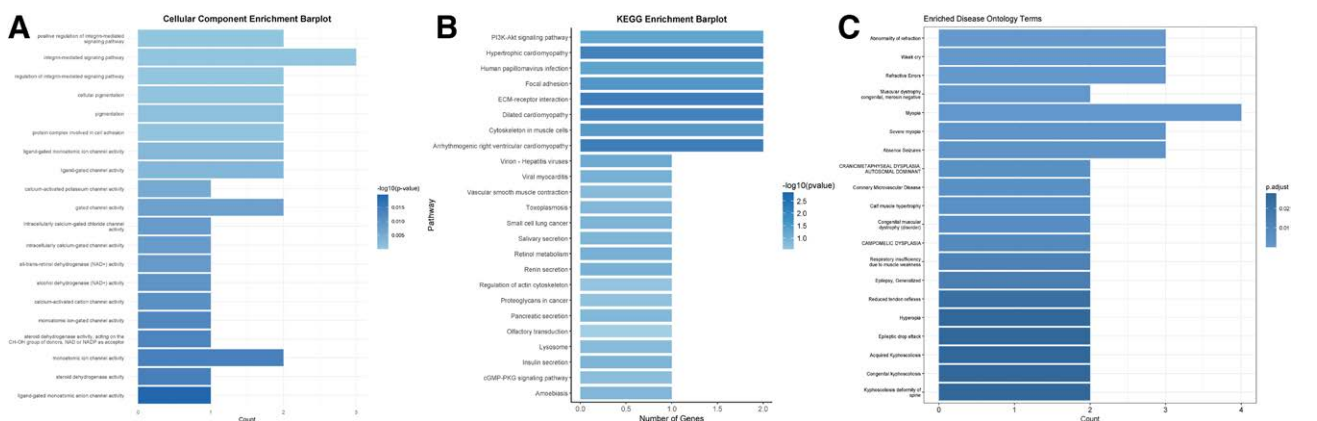 A
Cellular Component Enrichment Barplot
positive regulation of integrin-mediated
signaling pathway
integrin-mediated signaling pathway
regulation of integrin-mediated signaling pathway
cellular pigmentation
pigmentation
protein complex involved in cell adhesion
ligand-gated monoatomic ion channel activity
ligand-gated channel activity
calcium-activated potassium channel activity
gated channel activity
intracellularly calcium-gated chloride channel
activity
intracellularly calcium-gated channel activity
all-trans-retinol dehydrogenase (NAD+) activity
alcohol dehydrogenase (NAD+) activity
calcium-activated cation channel activity
monoatomic ion-gated channel activity
steroid dehydrogenase activity, acting on the
CH-OH group of donors, NAD or NADP as acceptor
monoatomic ion channel activity
steroid dehydrogenase activity
ligand-gated monoatomic anion channel activity
0
1
2
3
Count
-log10(p-value)
0.015
0.010
0.005
B
KEGG Enrichment Barplot
Pathway
PI3K-Akt signaling pathway
Hypertrophic cardiomyopathy
Human papillomavirus infection
Focal adhesion
ECM-receptor interaction
Dilated cardiomyopathy
Cytoskeleton in muscle cells
Arrhythmogenic right ventricular cardiomyopathy
Virion - Hepatitis viruses
Viral myocarditis
Vascular smooth muscle contraction
Toxoplasmosis
Small cell lung cancer
Salivary secretion
Retinol metabolism
Renin secretion
Regulation of actin cytoskeleton
Proteoglycans in cancer
Pancreatic secretion
Olfactory transduction
Lysosome
Insulin secretion
cGMP-PKG signaling pathway
Amoebiasis
0.0
0.5
1.0
1.5
2.0
Number of Genes
-log10(pvalue)
2.5
2.0
1.5
1.0
C
Enriched Disease Ontology Terms
Abnormality of refraction
Weak cry
Refractive Errors
Muscular dystrophy
congenital, merosin negative
Myopia
Severe myopia
Absence Seizures
CRANIOMETAPHYSEAL DYSPLASIA,
AUTOSOMAL DOMINANT
Coronary Microvascular Disease
Calf muscle hypertrophy
Congenital muscular
dystrophy (disorder)
CAMPOMELIC DYSPLASIA
Respiratory insufficiency
due to muscle weakness
Epilepsy, Generalized
Reduced tendon reflexes
Hyperopia
Epileptic drop attack
Acquired Kyphoscoliosis
Congenital kyphoscoliosis
Kyphoscoliosis deformity of
spine
0
1
2
3
4
Count
p.adjust
0.02
0.01